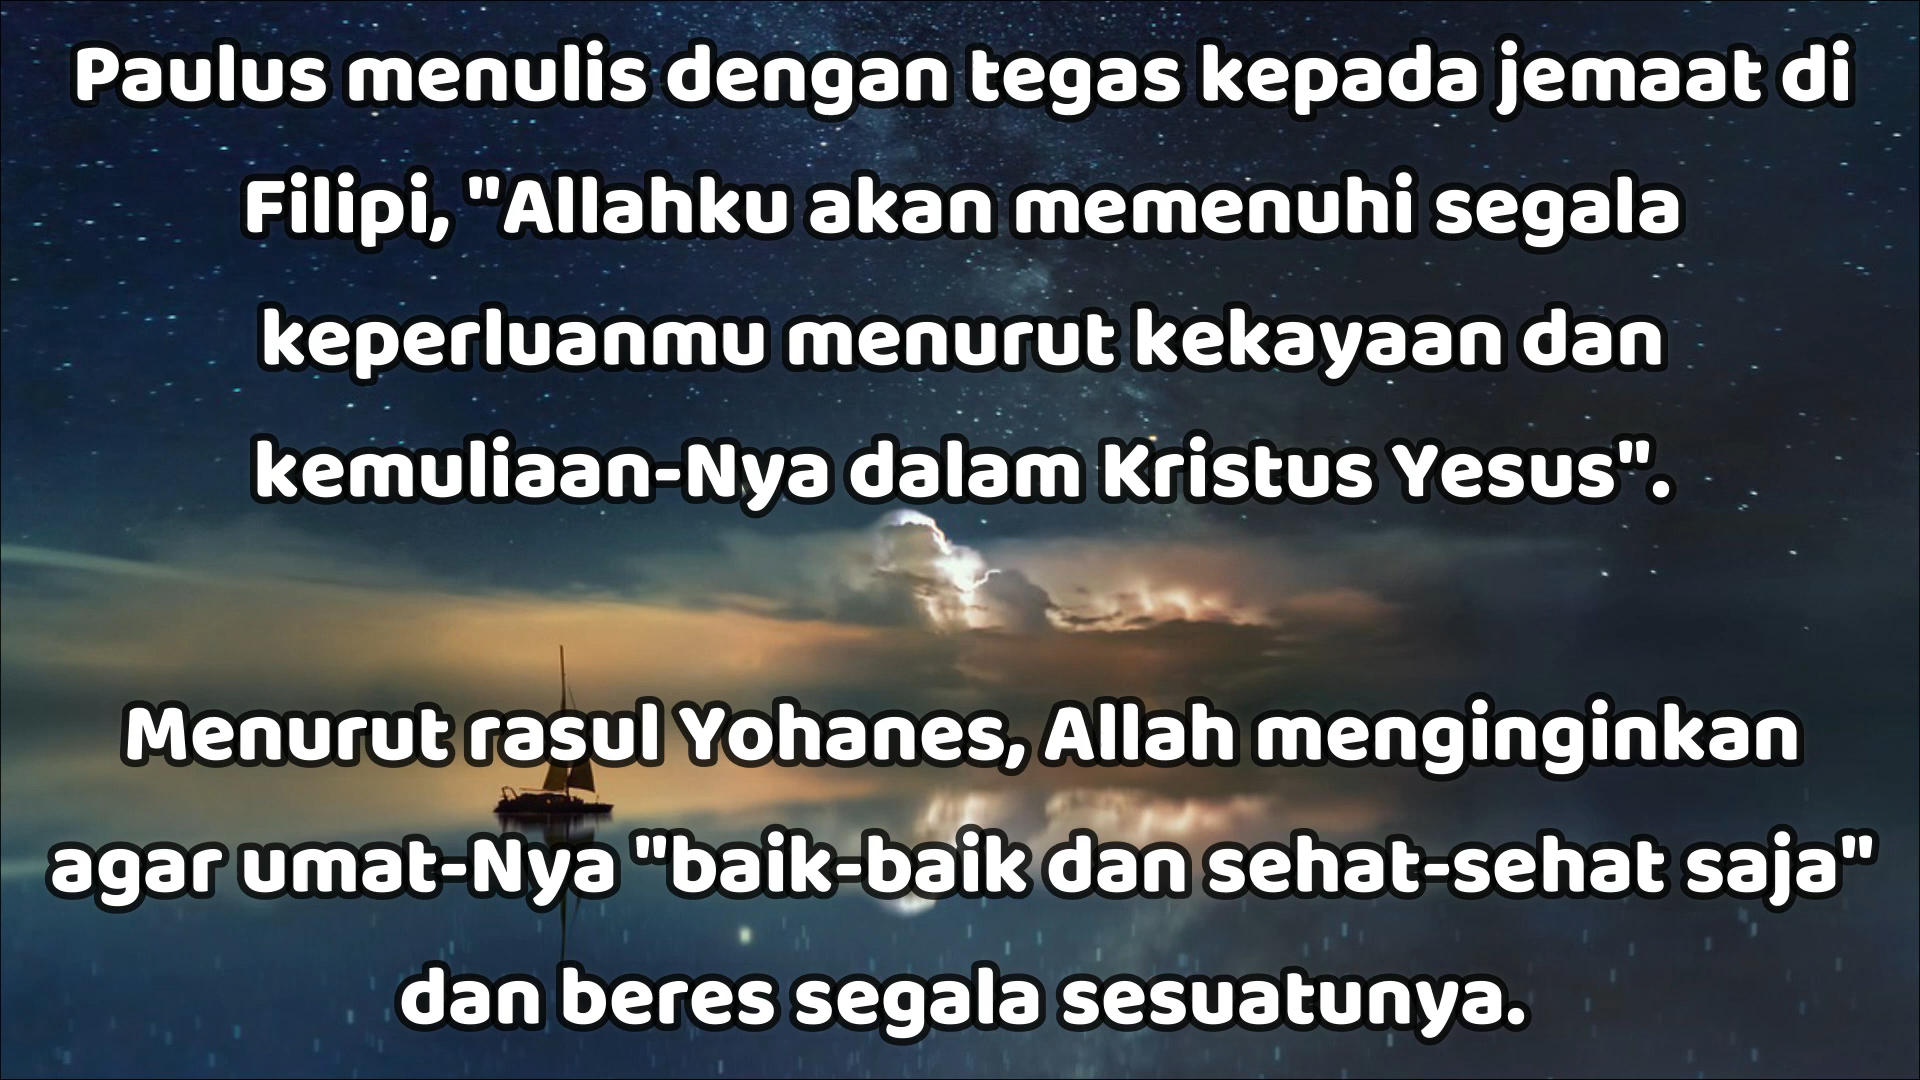 Paulus menulis dengan tegas kepada jemaat di
Filipi, "Allahku akan memenuhi segala
keperluanmu menurut kekayaan dan
kemuliaan-Nya dalam Kristus Yesus".
Menurut rasul Yohanes, Allah menginginkan
agar umat-Nya "baik-baik dan sehat-sehat saja"
dan beres segala sesuatunya.